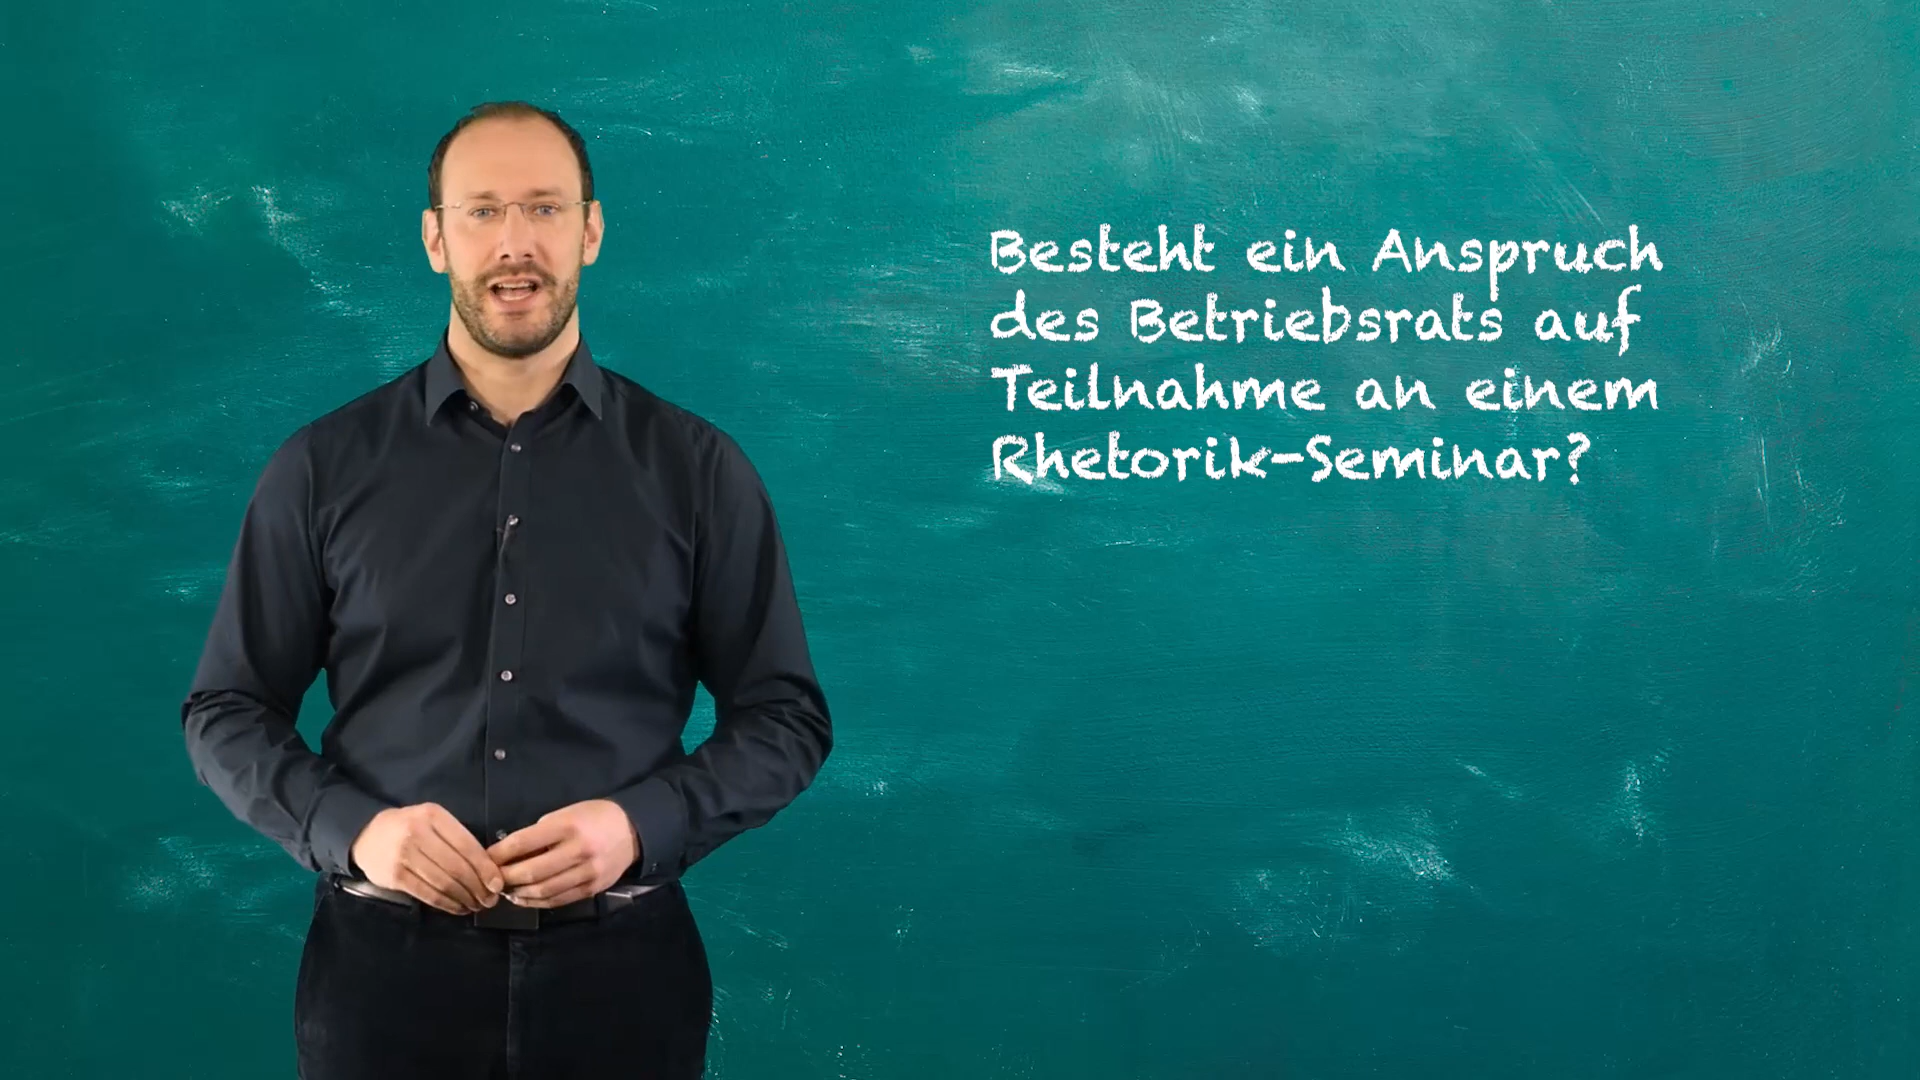 Besteht ein Anspruch
des Betriebsrats auf
Teilnahme an einem
Rhetorik-Seminar?